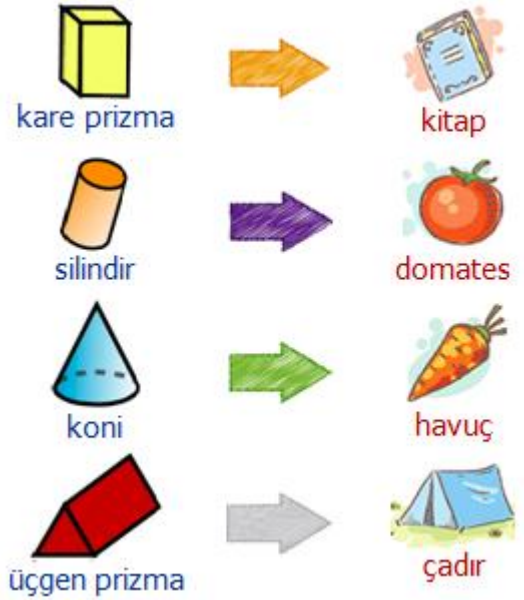 kare prizma
kitap
silindir
domates
koni
havuç
üçgen prizma
çadır